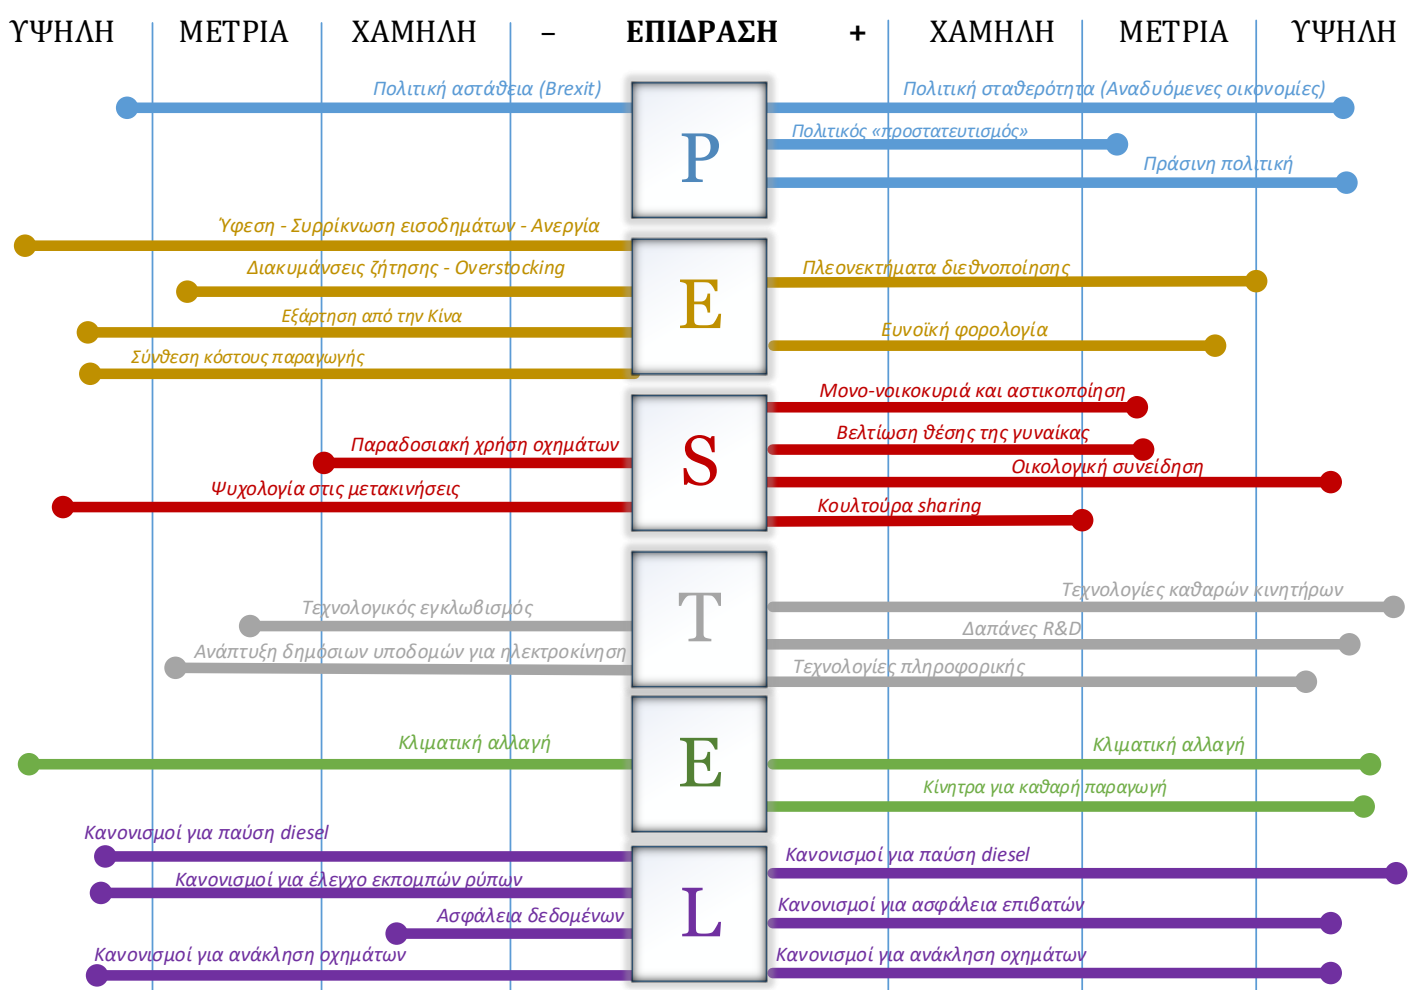 ΥΨΗΛΗ ΜΕΤΡΙΑ ΧΑΜΗΛΗ – ΕΠΙΔΡΑΣΗ + ΧΑΜΗΛΗ ΜΕΤΡΙΑ ΥΨΗΛΗ
P
Πολιτική αστάθεια (Brexit)
Πολιτική σταθερότητα (Αναδυόμενες οικονομίες)
Πολιτικός «προστατευτισμός»
Πράσινη πολιτική
E
Ύφεση - Συρρίκνωση εισοδημάτων - Ανεργία
Διακυμάνσεις ζήτησης - Overstocking
Εξάρτηση από την Κίνα
Σύνθεση κόστους παραγωγής
Πλεονεκτήματα διεθνοποίησης
Ευνοϊκή φορολογία
S
Παραδοσιακή χρήση οχημάτων
Ψυχολογία στις μετακινήσεις
Μονο-νοικοκυριά και αστικοποίηση
Βελτίωση θέσης της γυναίκας
Οικολογική συνείδηση
Κουλτούρα sharing
T
Τεχνολογικός εγκλωβισμός
Ανάπτυξη δημόσιων υποδομών για ηλεκτροκίνηση
Τεχνολογίες καθαρών κινητήρων
Δαπάνες R&D
Τεχνολογίες πληροφορικής
E
Κλιματική αλλαγή
Κλιματική αλλαγή
Κίνητρα για καθαρή παραγωγή
L
Κανονισμοί για παύση diesel
Κανονισμοί για έλεγχο εκπομπών ρύπων
Ασφάλεια δεδομένων
Κανονισμοί για ανάκληση οχημάτων
Κανονισμοί για παύση diesel
Κανονισμοί για ασφάλεια επιβατών
Κανονισμοί για ανάκληση οχημάτων